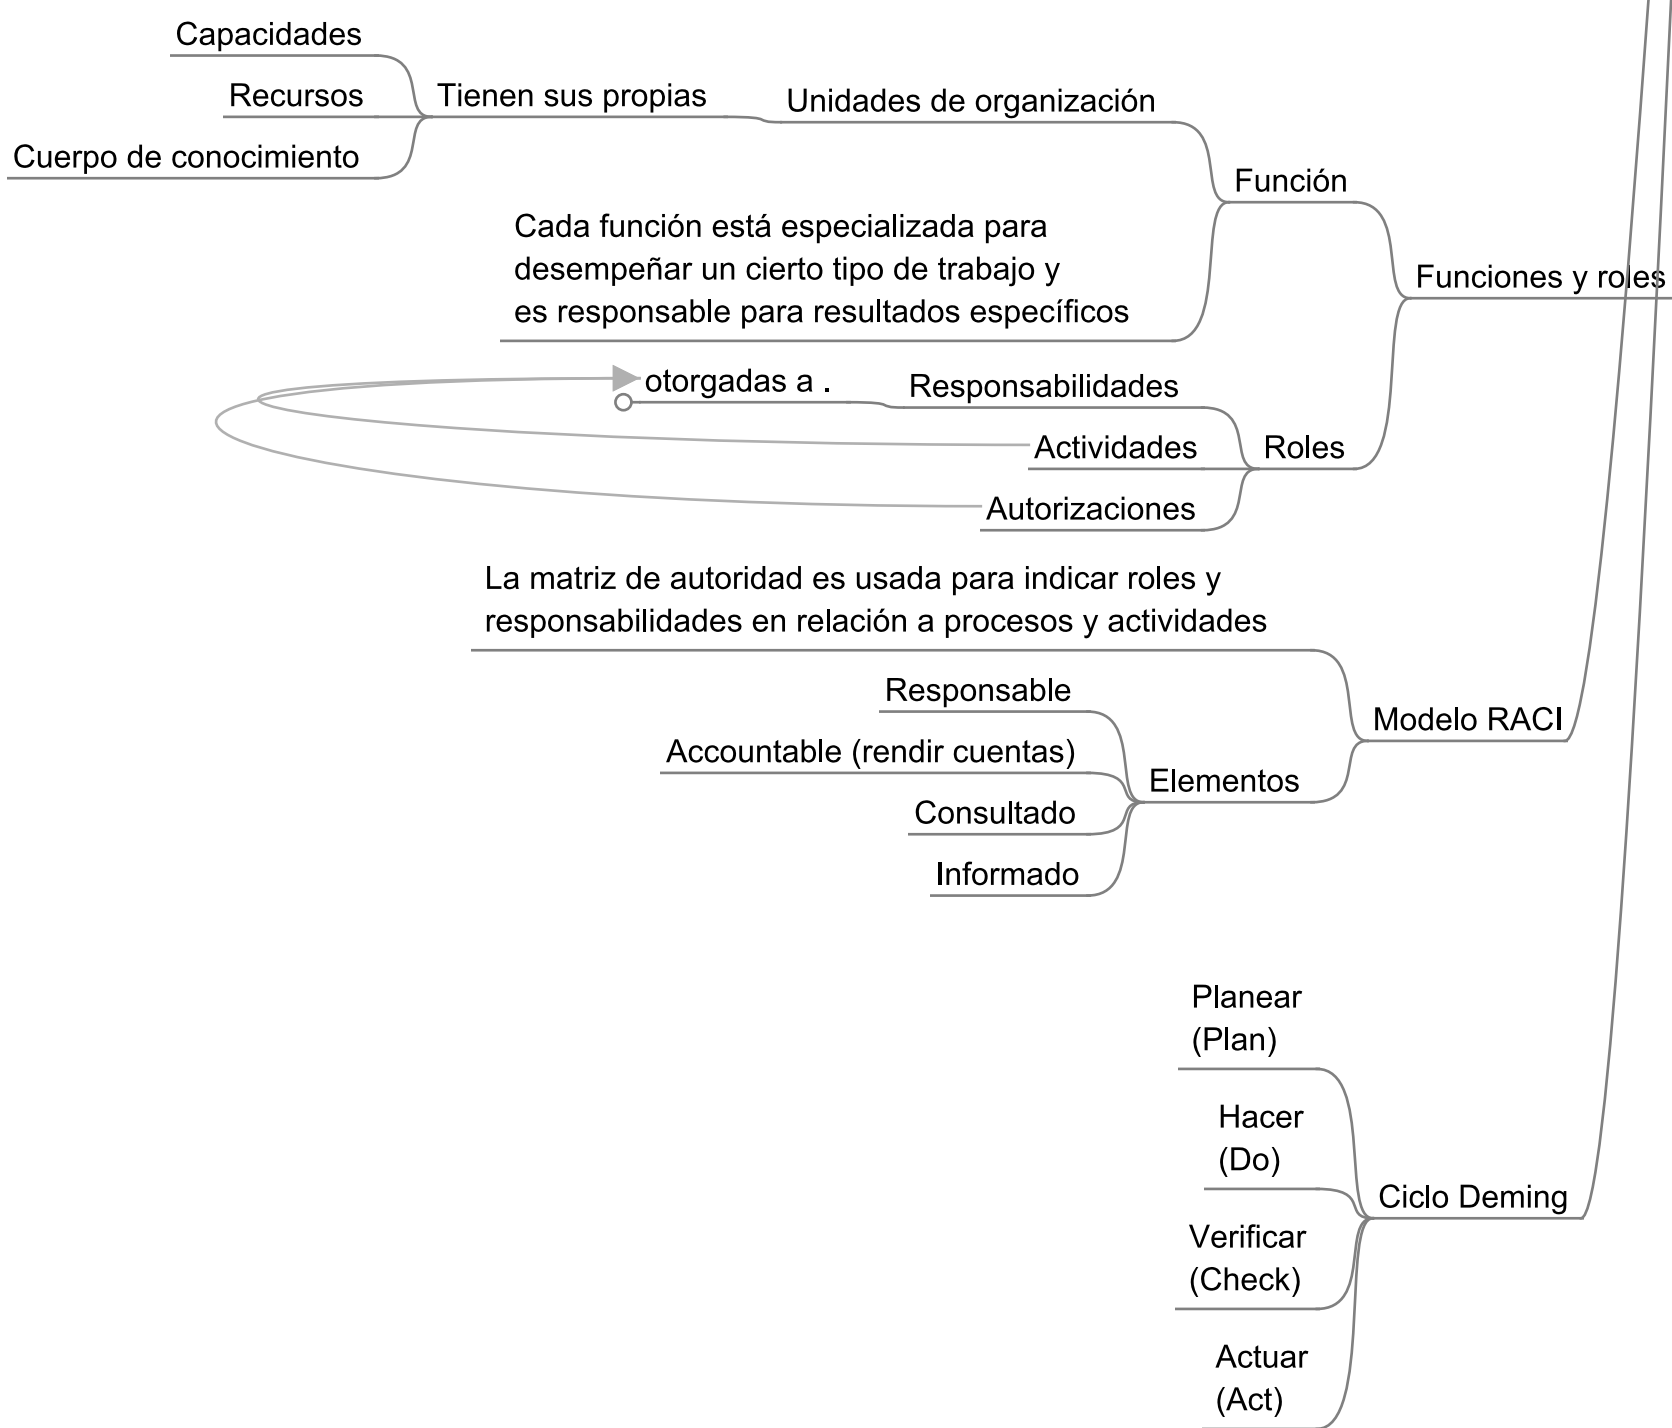 Capacidades
Recursos
Tienen sus propias
Unidades de organización
Cuerpo de conocimiento
Función
Cada función está especializada para
desempeñar un cierto tipo de trabajo y
es responsable para resultados específicos
Funciones y roles
otorgadas a .
Responsabilidades
Actividades
Roles
Autorizaciones
La matriz de autoridad es usada para indicar roles y
responsabilidades en relación a procesos y actividades
Responsable
Modelo RACI
Accountable (rendir cuentas)
Elementos
Consultado
Informado
Planear
(Plan)
Hacer
(Do)
Ciclo Deming
Verificar
(Check)
Actuar
(Act)